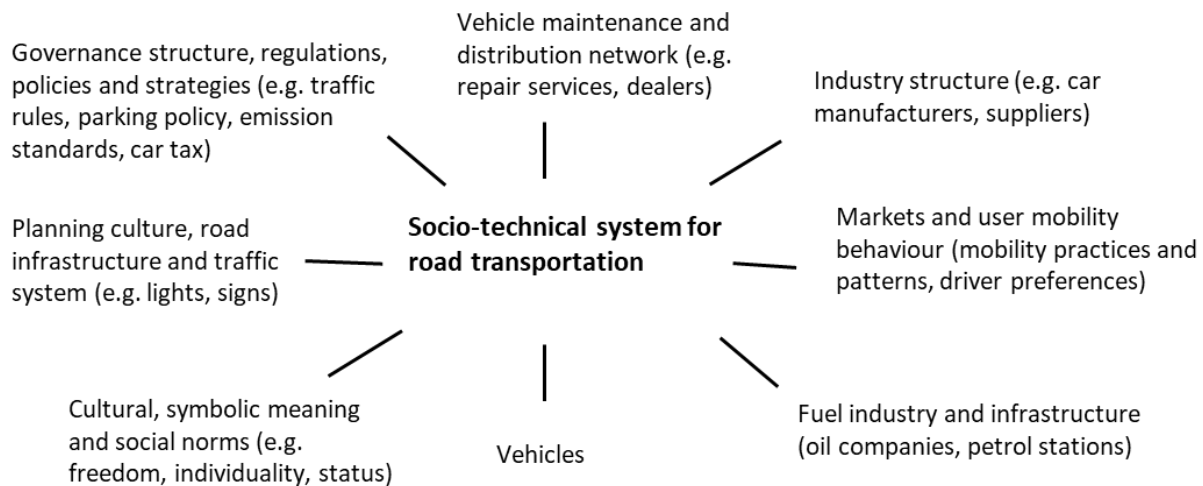 Vehicle maintenance and
distribution network (e.g.
repair services, dealers)
Governance structure, regulations,
policies and strategies (e.g. traffic
rules, parking policy, emission
standards, car tax)
Industry structure (e.g. car
manufacturers, suppliers)
Planning culture, road
infrastructure and traffic
system (e.g. lights, signs)
Socio-technical system for
road transportation
Markets and user mobility
behaviour (mobility practices and
patterns, driver preferences)
Cultural, symbolic meaning
and social norms (e.g.
freedom, individuality, status)
Vehicles
Fuel industry and infrastructure
(oil companies, petrol stations)